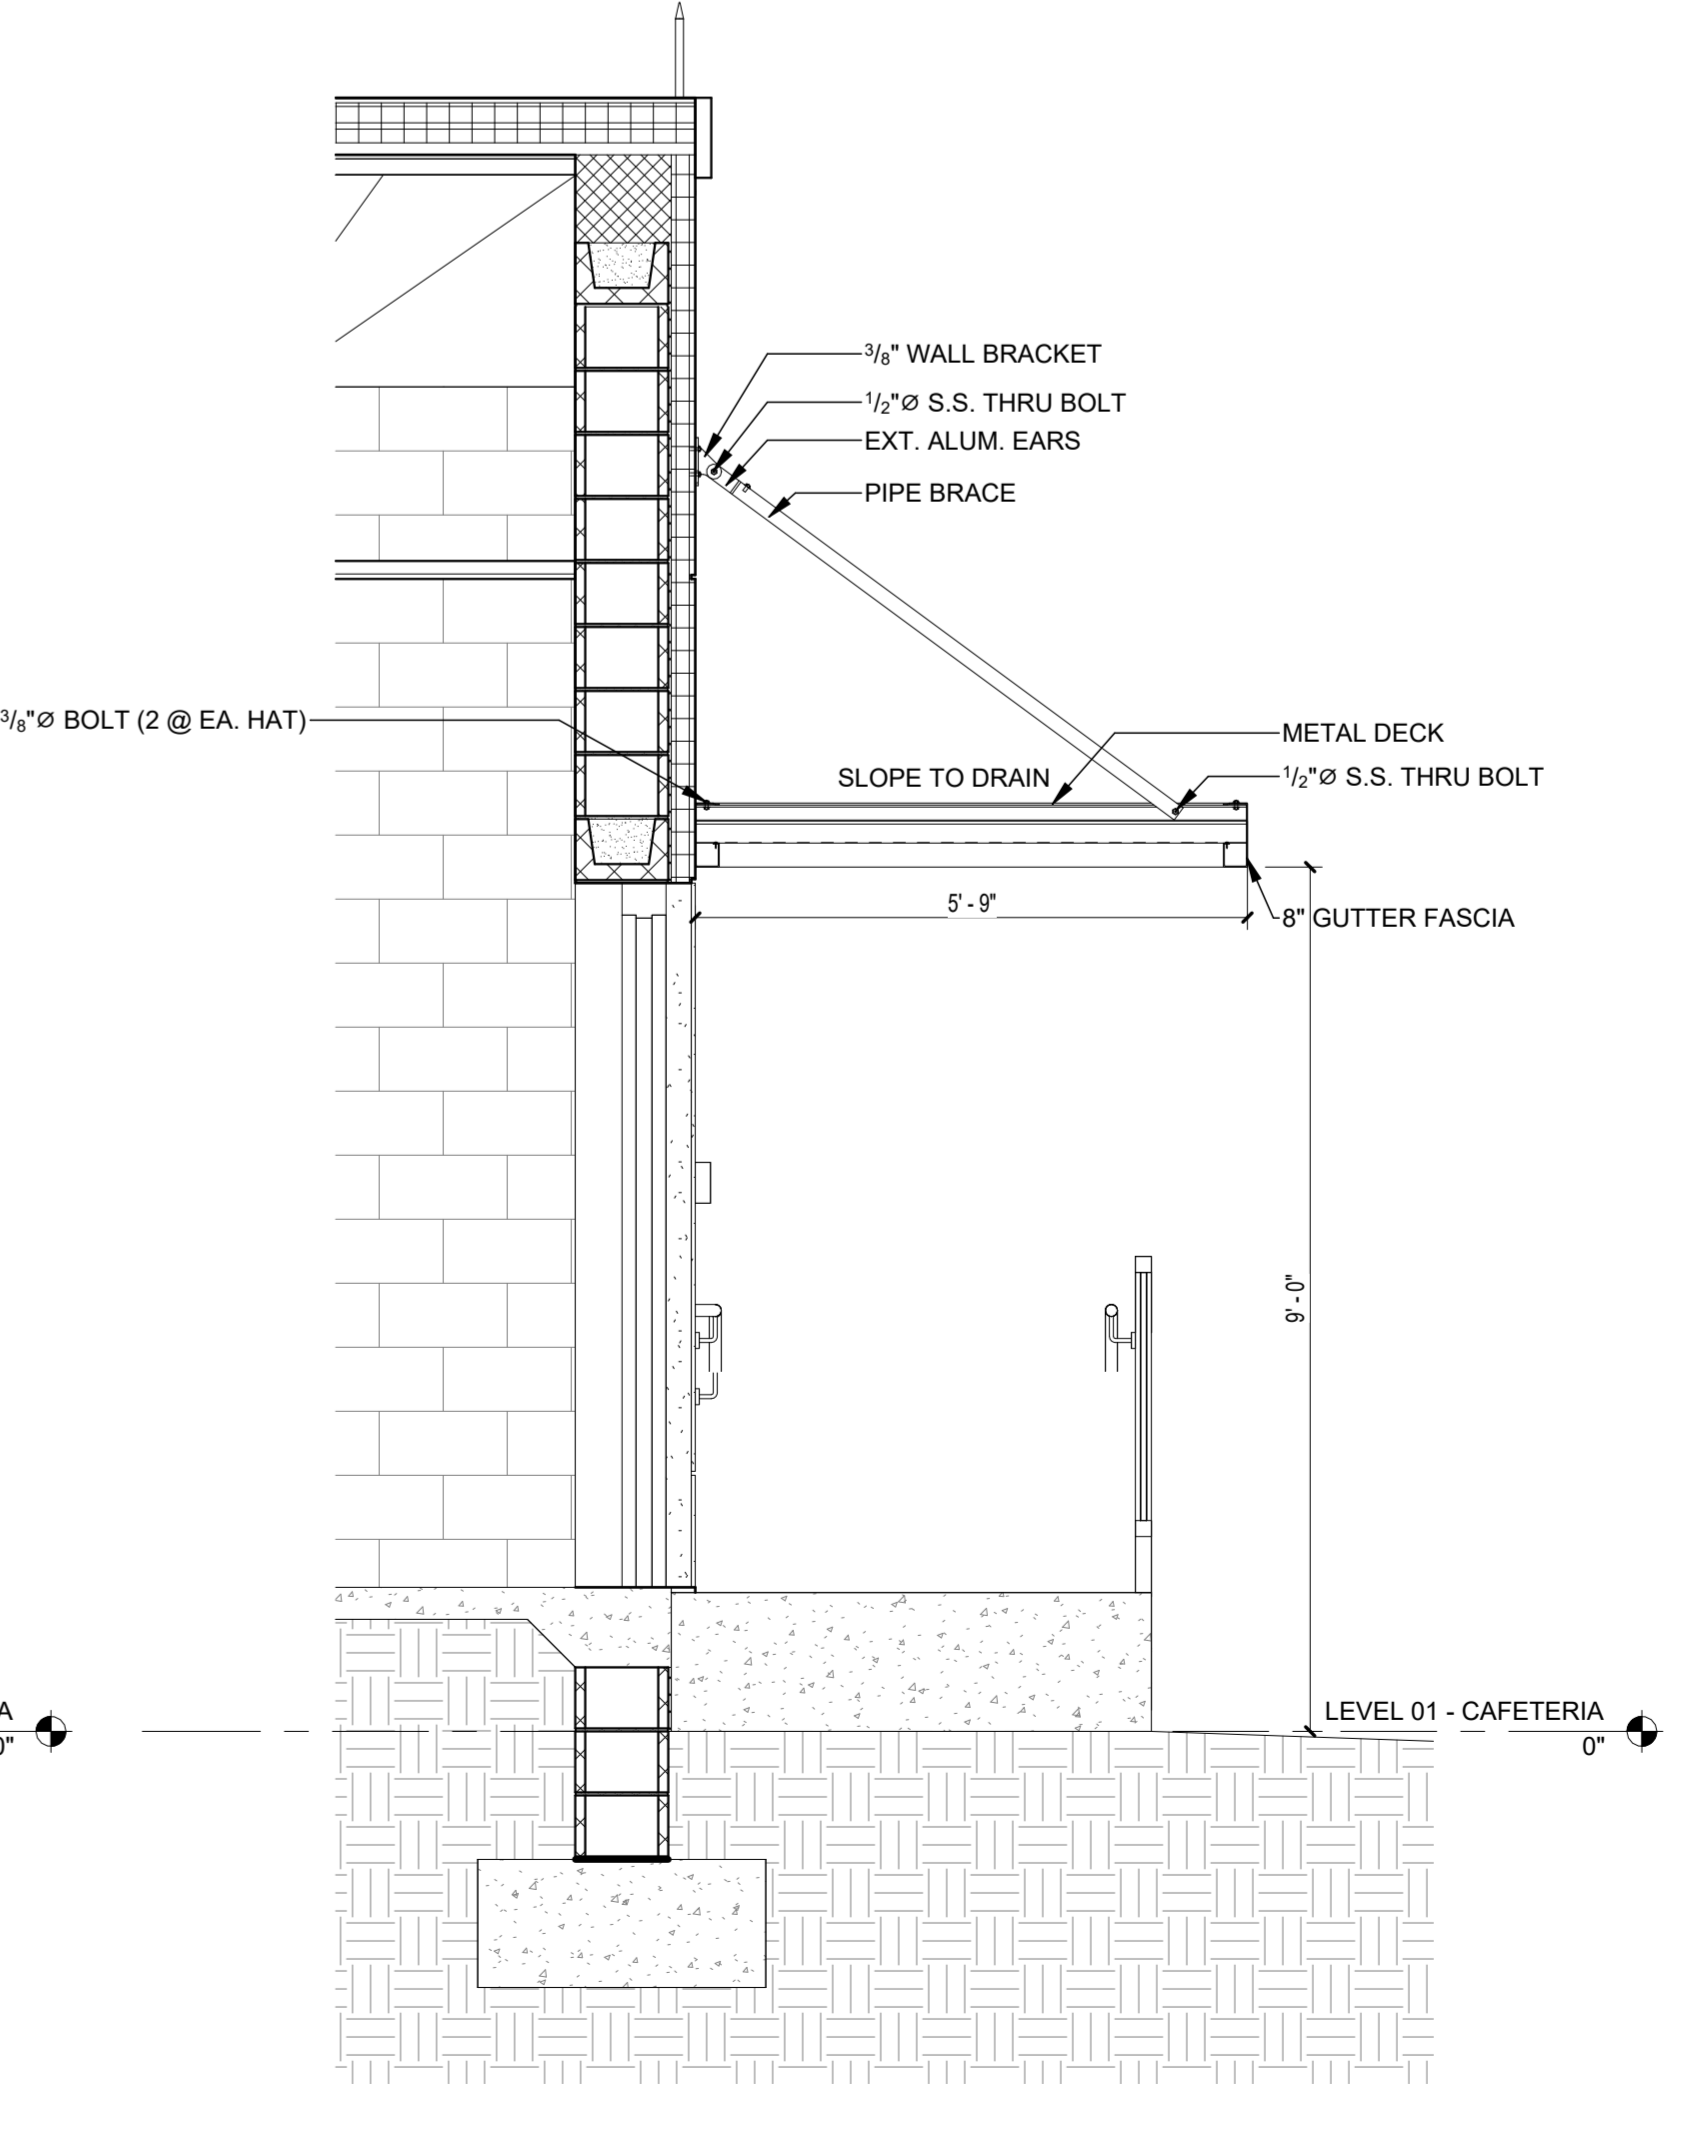 3/8" WALL BRACKET
1/2"Ø S.S. THRU BOLT
EXT. ALUM. EARS
PIPE BRACE
3/8"Ø BOLT (2 @ EA. HAT)
METAL DECK
SLOPE TO DRAIN
1/2"Ø S.S. THRU BOLT
5' - 9"
8" GUTTER FASCIA
9' - 0"
A
0"
LEVEL 01 - CAFETERIA
0"